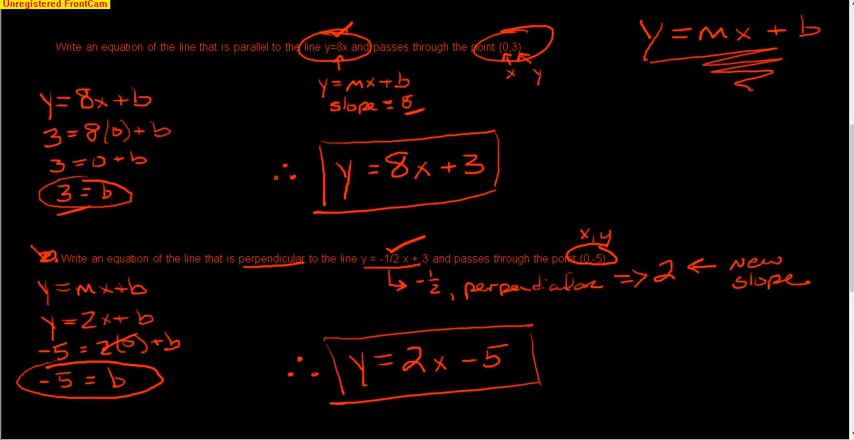 Unregistered FrontCam
Write an equation of the line that is parallel to the line y=8x and passes through the point (0,3)
y = mx + b
x y
y = mx + b
slope = 8
y = 8x + b
3 = 8(0) + b
3 = 0 + b
3 = b
∴ y = 8x + 3
x, y
2. Write an equation of the line that is perpendicular to the line y = -1/2 x + 3 and passes through the point (0,-5)
↳ -1/2, perpendicular => 2 ← new slope
y = mx + b
y = 2x + b
-5 = 2(0) + b
-5 = b
∴ y = 2x - 5